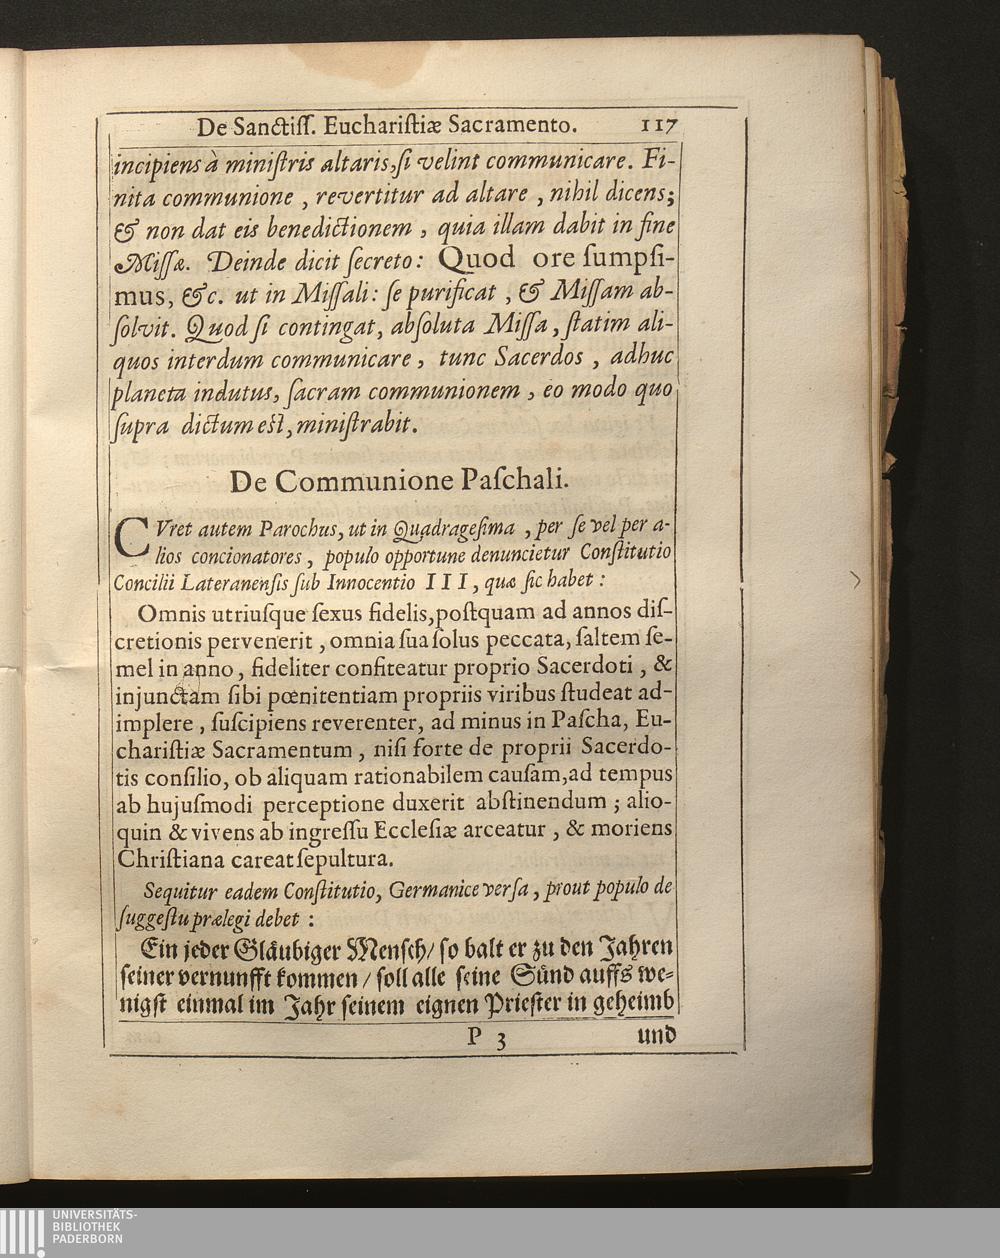 De Sanctiſſ. Euchariſtiæ Sacramento. 117
incipiens à miniſtris altaris, ſi velint communicare. Fi-
nita communione, revertitur ad altare, nihil dicens;
& non dat eis benedictionem, quia illam dabit in fine
Miſſæ. Deinde dicit ſecreto: Quod ore ſumpſi-
mus, &c. ut in Miſſali: ſe purificat, & Miſſam ab-
ſolvit. Quod ſi contingat, abſoluta Miſſa, ſtatim ali-
quos interdum communicare, tunc Sacerdos, adhuc
planeta indutus, ſacram communionem, eo modo quo
ſupra dictum eſt, miniſtrabit.
De Communione Paſchali.
CVret autem Parochus, ut in Quadrageſima, per ſe vel per a-
lios concionatores, populo opportune denuncietur Conſtitutio
Concilii Lateranenſis ſub Innocentio III, quæ ſic habet:
Omnis utriuſque ſexus fidelis, poſtquam ad annos diſ-
cretionis pervenerit, omnia ſua ſolus peccata, ſaltem ſe-
mel in anno, fideliter confiteatur proprio Sacerdoti, &
injunctam ſibi pœnitentiam propriis viribus ſtudeat ad-
implere, ſuſcipiens reverenter, ad minus in Paſcha, Eu-
chariſtiæ Sacramentum, niſi forte de proprii Sacerdo-
tis conſilio, ob aliquam rationabilem cauſam, ad tempus
ab hujuſmodi perceptione duxerit abſtinendum; alio-
quin & vivens ab ingreſſu Eccleſiæ arceatur, & moriens
Chriſtiana careat ſepultura.
Sequitur eadem Conſtitutio, Germanice verſa, prout populo de
ſuggeſtu prælegi debet:
Ein jeder Glaͤubiger Menſch/ ſo balt er zu den Jahren
ſeiner vernunfft kommen/ ſoll alle ſeine Suͤnd auffs we-
nigſt einmal im Jahr ſeinem eignen Prieſter in geheimb
P 3 und
UNIVERSITÄTS-
BIBLIOTHEK
PADERBORN